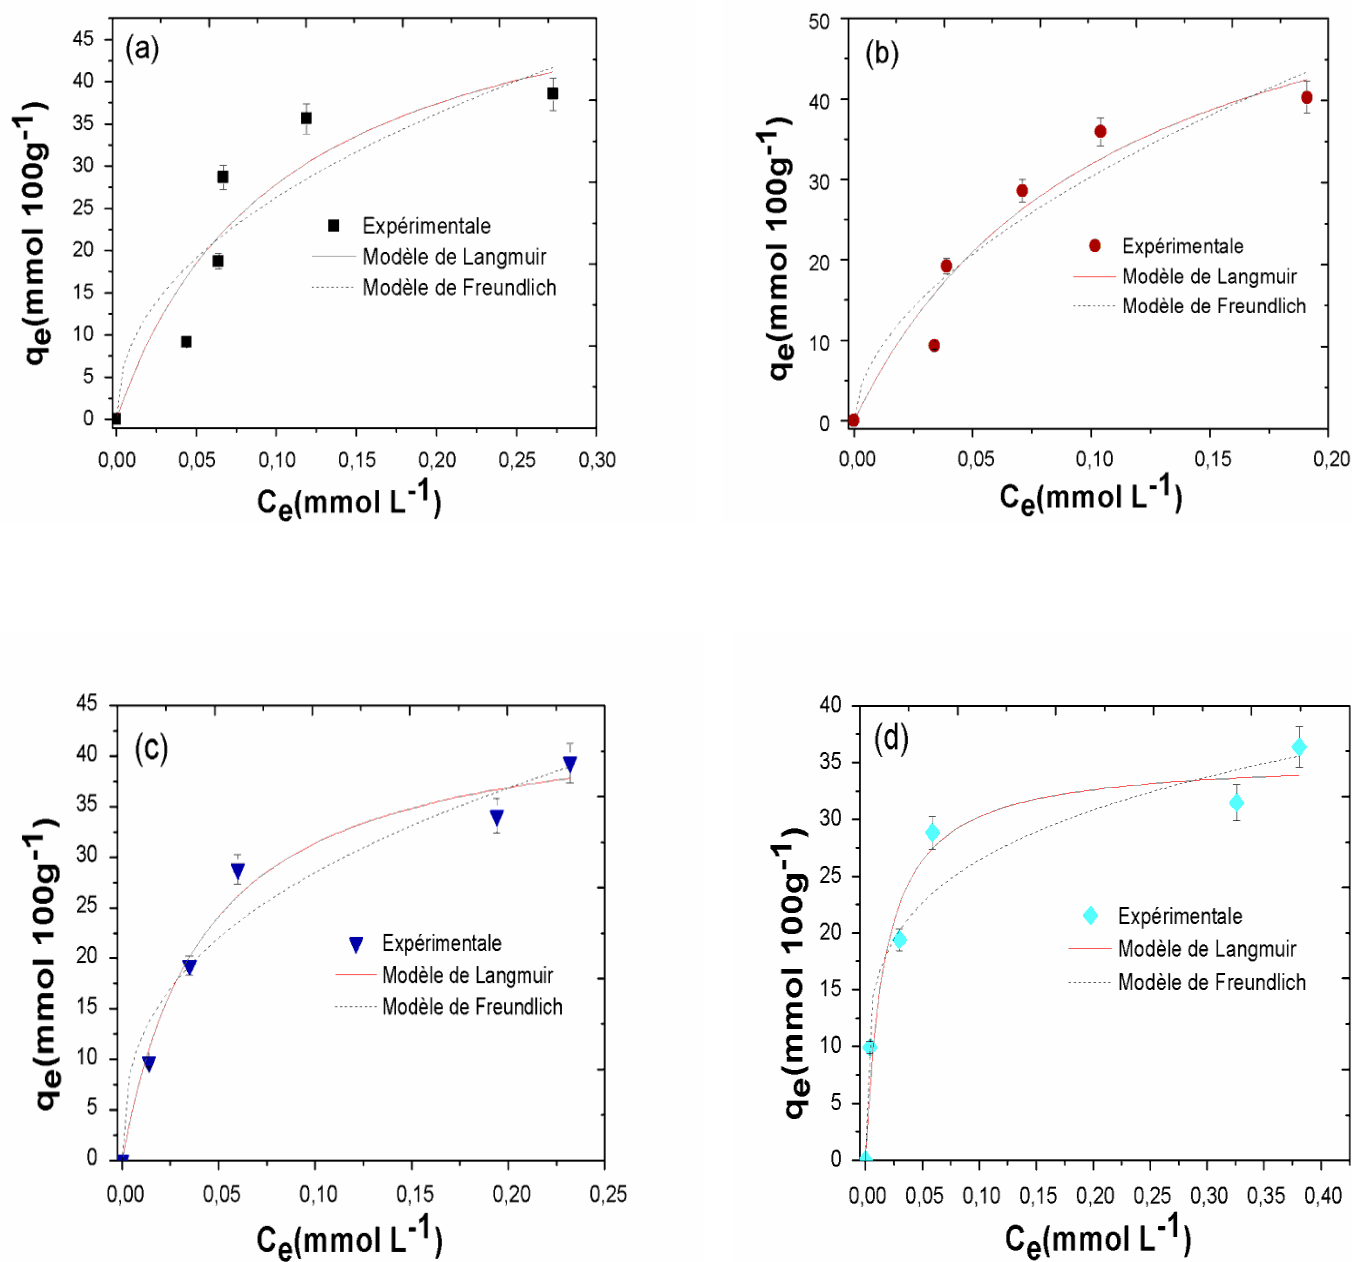 (a)
45
40
35
30
25
20
15
10
5
0
qe(mmol 100g-1)
Expérimentale
Modèle de Langmuir
Modèle de Freundlich
0,00 0,05 0,10 0,15 0,20 0,25 0,30
Ce(mmol L-1)
(b)
50
40
30
20
10
0
qe(mmol 100g-1)
Expérimentale
Modèle de Langmuir
Modèle de Freundlich
0,00 0,05 0,10 0,15 0,20
Ce(mmol L-1)
(c)
45
40
35
30
25
20
15
10
5
0
qe(mmol 100g-1)
Expérimentale
Modèle de Langmuir
Modèle de Freundlich
0,00 0,05 0,10 0,15 0,20 0,25
Ce(mmol L-1)
(d)
40
35
30
25
20
15
10
5
0
qe(mmol 100g-1)
Expérimentale
Modèle de Langmuir
Modèle de Freundlich
0,00 0,05 0,10 0,15 0,20 0,25 0,30 0,35 0,40
Ce(mmol L-1)